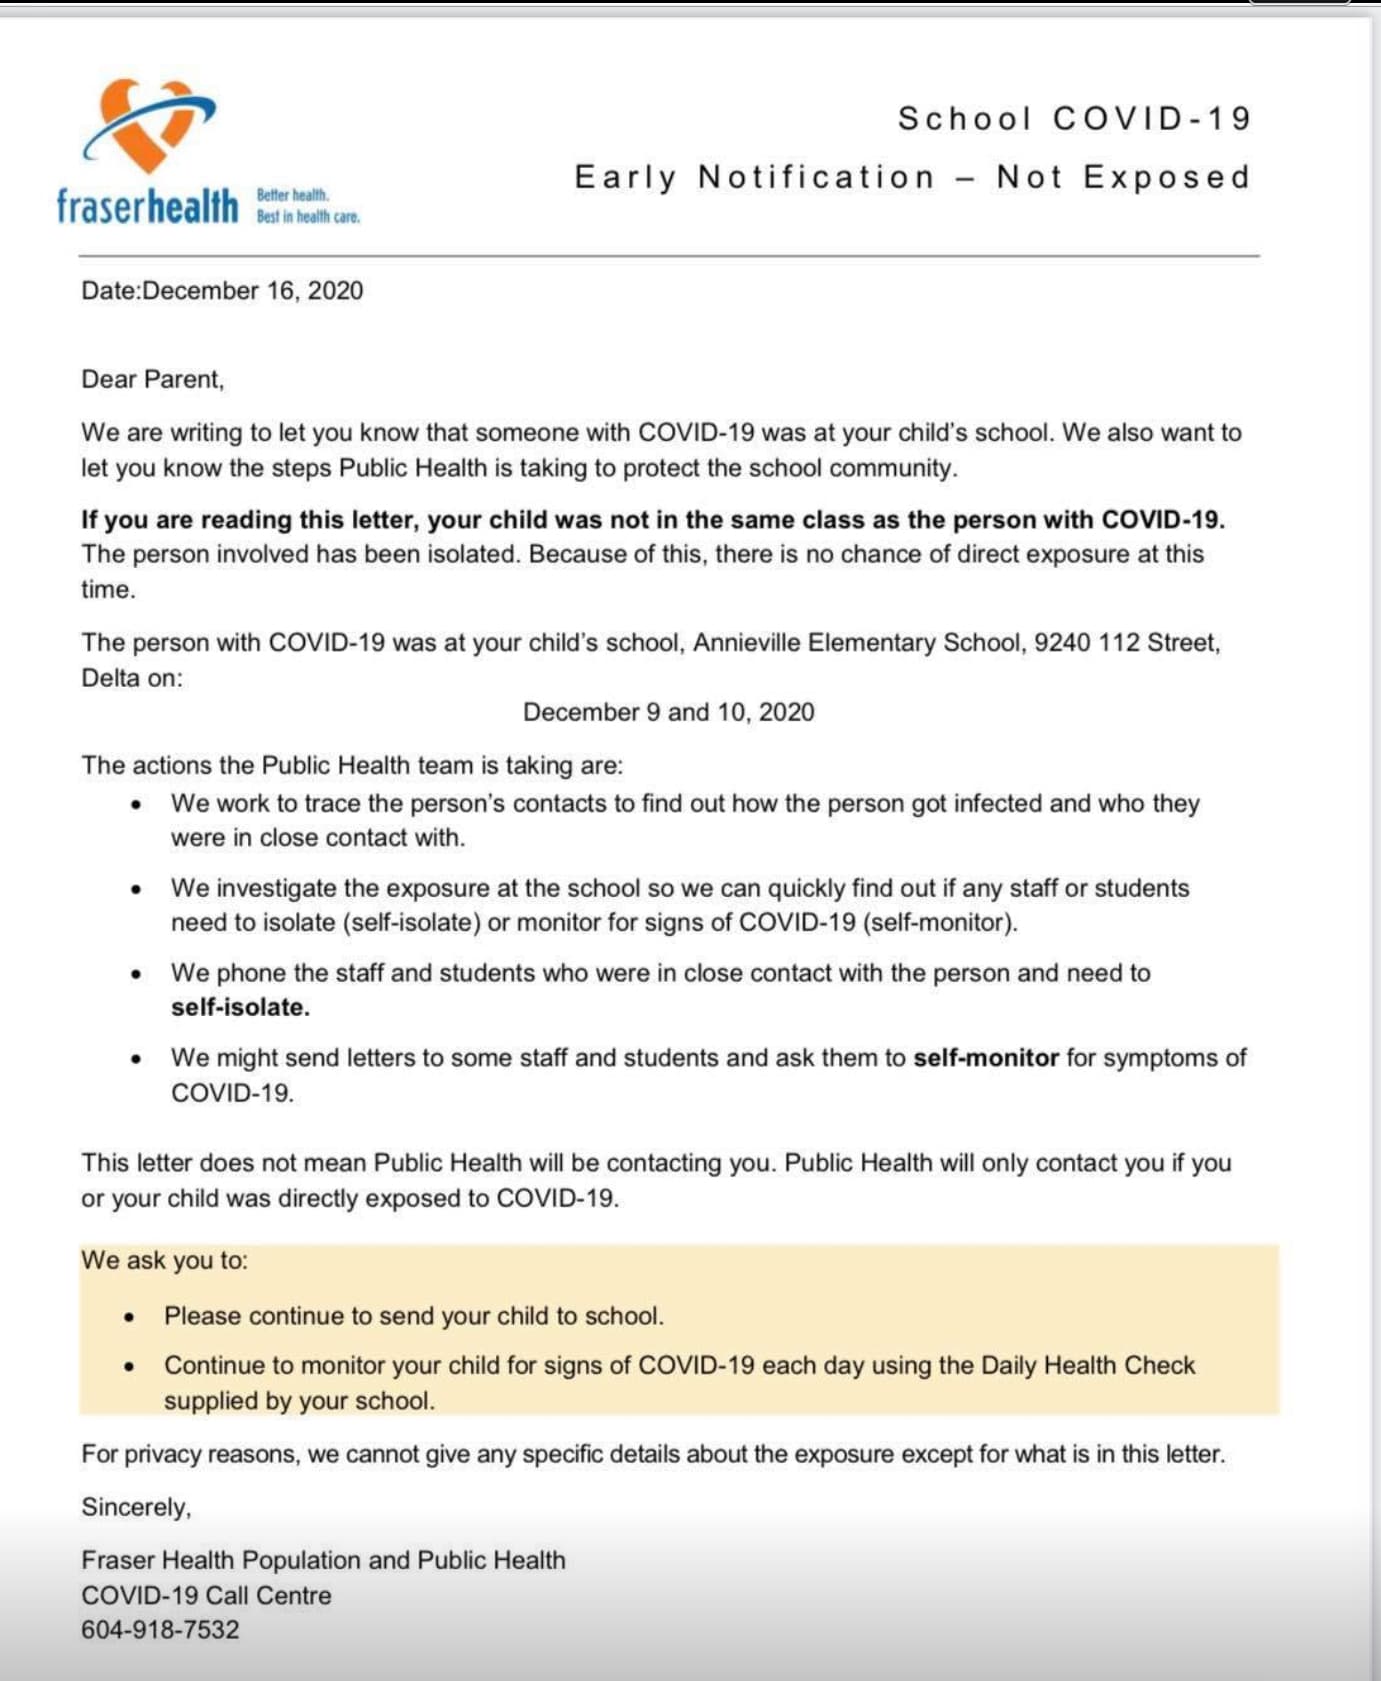 School COVID-19
Early Notification – Not Exposed
fraserhealth
Better health.
Best in health care.
Date:December 16, 2020
Dear Parent,
We are writing to let you know that someone with COVID-19 was at your child's school. We also want to
let you know the steps Public Health is taking to protect the school community.
If you are reading this letter, your child was not in the same class as the person with COVID-19.
The person involved has been isolated. Because of this, there is no chance of direct exposure at this
time.
The person with COVID-19 was at your child's school, Annieville Elementary School, 9240 112 Street,
Delta on:
December 9 and 10, 2020
The actions the Public Health team is taking are:
• We work to trace the person's contacts to find out how the person got infected and who they
were in close contact with.
• We investigate the exposure at the school so we can quickly find out if any staff or students
need to isolate (self-isolate) or monitor for signs of COVID-19 (self-monitor).
• We phone the staff and students who were in close contact with the person and need to
self-isolate.
• We might send letters to some staff and students and ask them to self-monitor for symptoms of
COVID-19.
This letter does not mean Public Health will be contacting you. Public Health will only contact you if you
or your child was directly exposed to COVID-19.
We ask you to:
• Please continue to send your child to school.
• Continue to monitor your child for signs of COVID-19 each day using the Daily Health Check
supplied by your school.
For privacy reasons, we cannot give any specific details about the exposure except for what is in this letter.
Sincerely,
Fraser Health Population and Public Health
COVID-19 Call Centre
604-918-7532